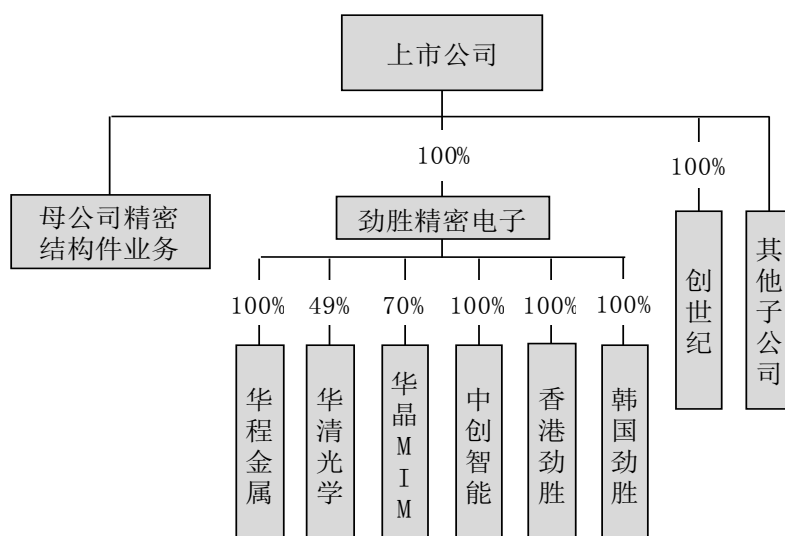 上市公司
100%
100%
母公司精密
结构件业务
劲胜精密电子
创世纪
其他子公司
100%
49%
70%
100%
100%
100%
华程金属
华清光学
华晶MIM
中创智能
香港劲胜
韩国劲胜